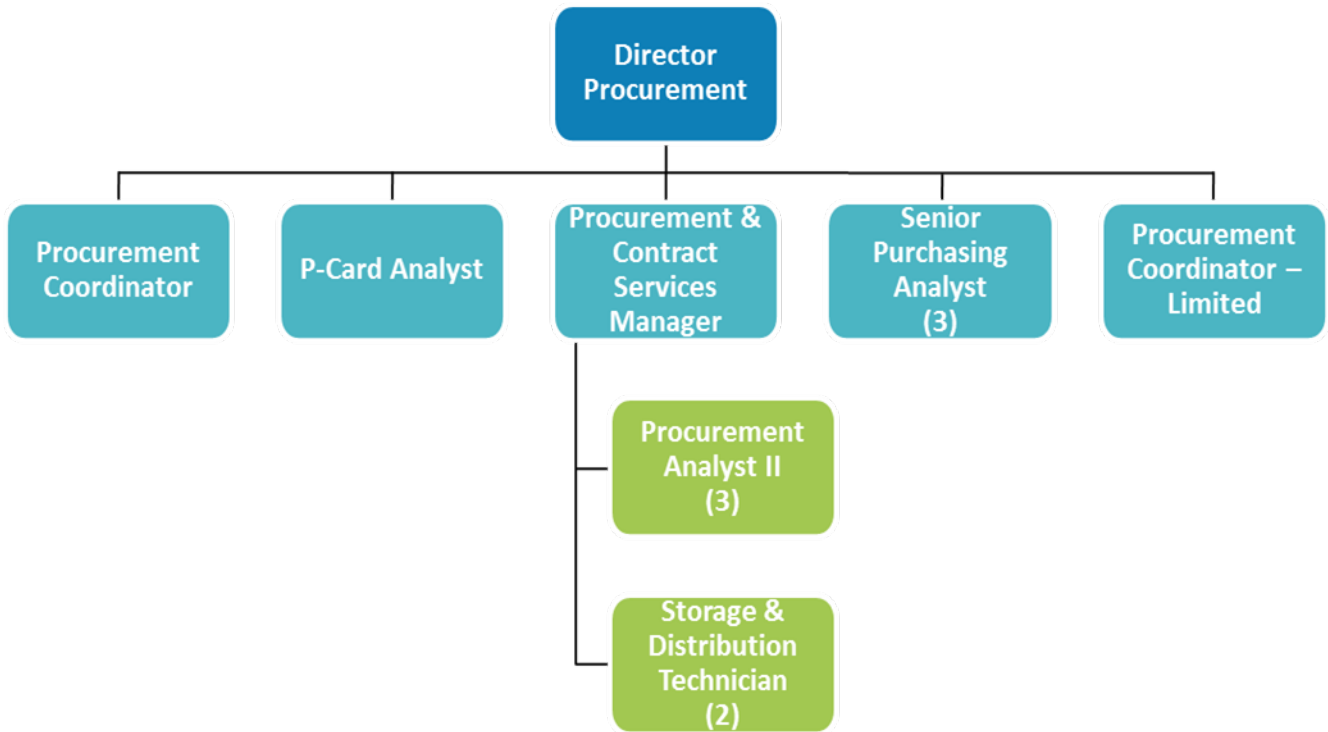 Director
Procurement
Procurement
Coordinator
P-Card Analyst
Procurement &
Contract
Services
Manager
Senior
Purchasing
Analyst
(3)
Procurement
Coordinator –
Limited
Procurement
Analyst II
(3)
Storage &
Distribution
Technician
(2)